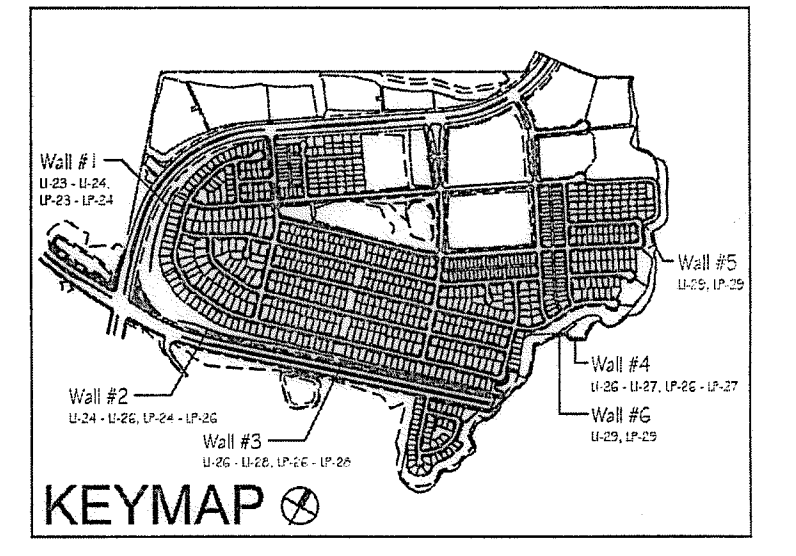 Wall #1
LI-23 - LI-24,
LP-23 - LP-24
Wall #5
LI-29, LP-29
Wall #4
LI-26 - LI-27, LP-26 - LP-27
Wall #2
LI-24 - LI-26, LP-24 - LP-26
Wall #6
LI-29, LP-29
Wall #3
LI-26 - LI-28, LP-26 - LP-28
KEYMAP